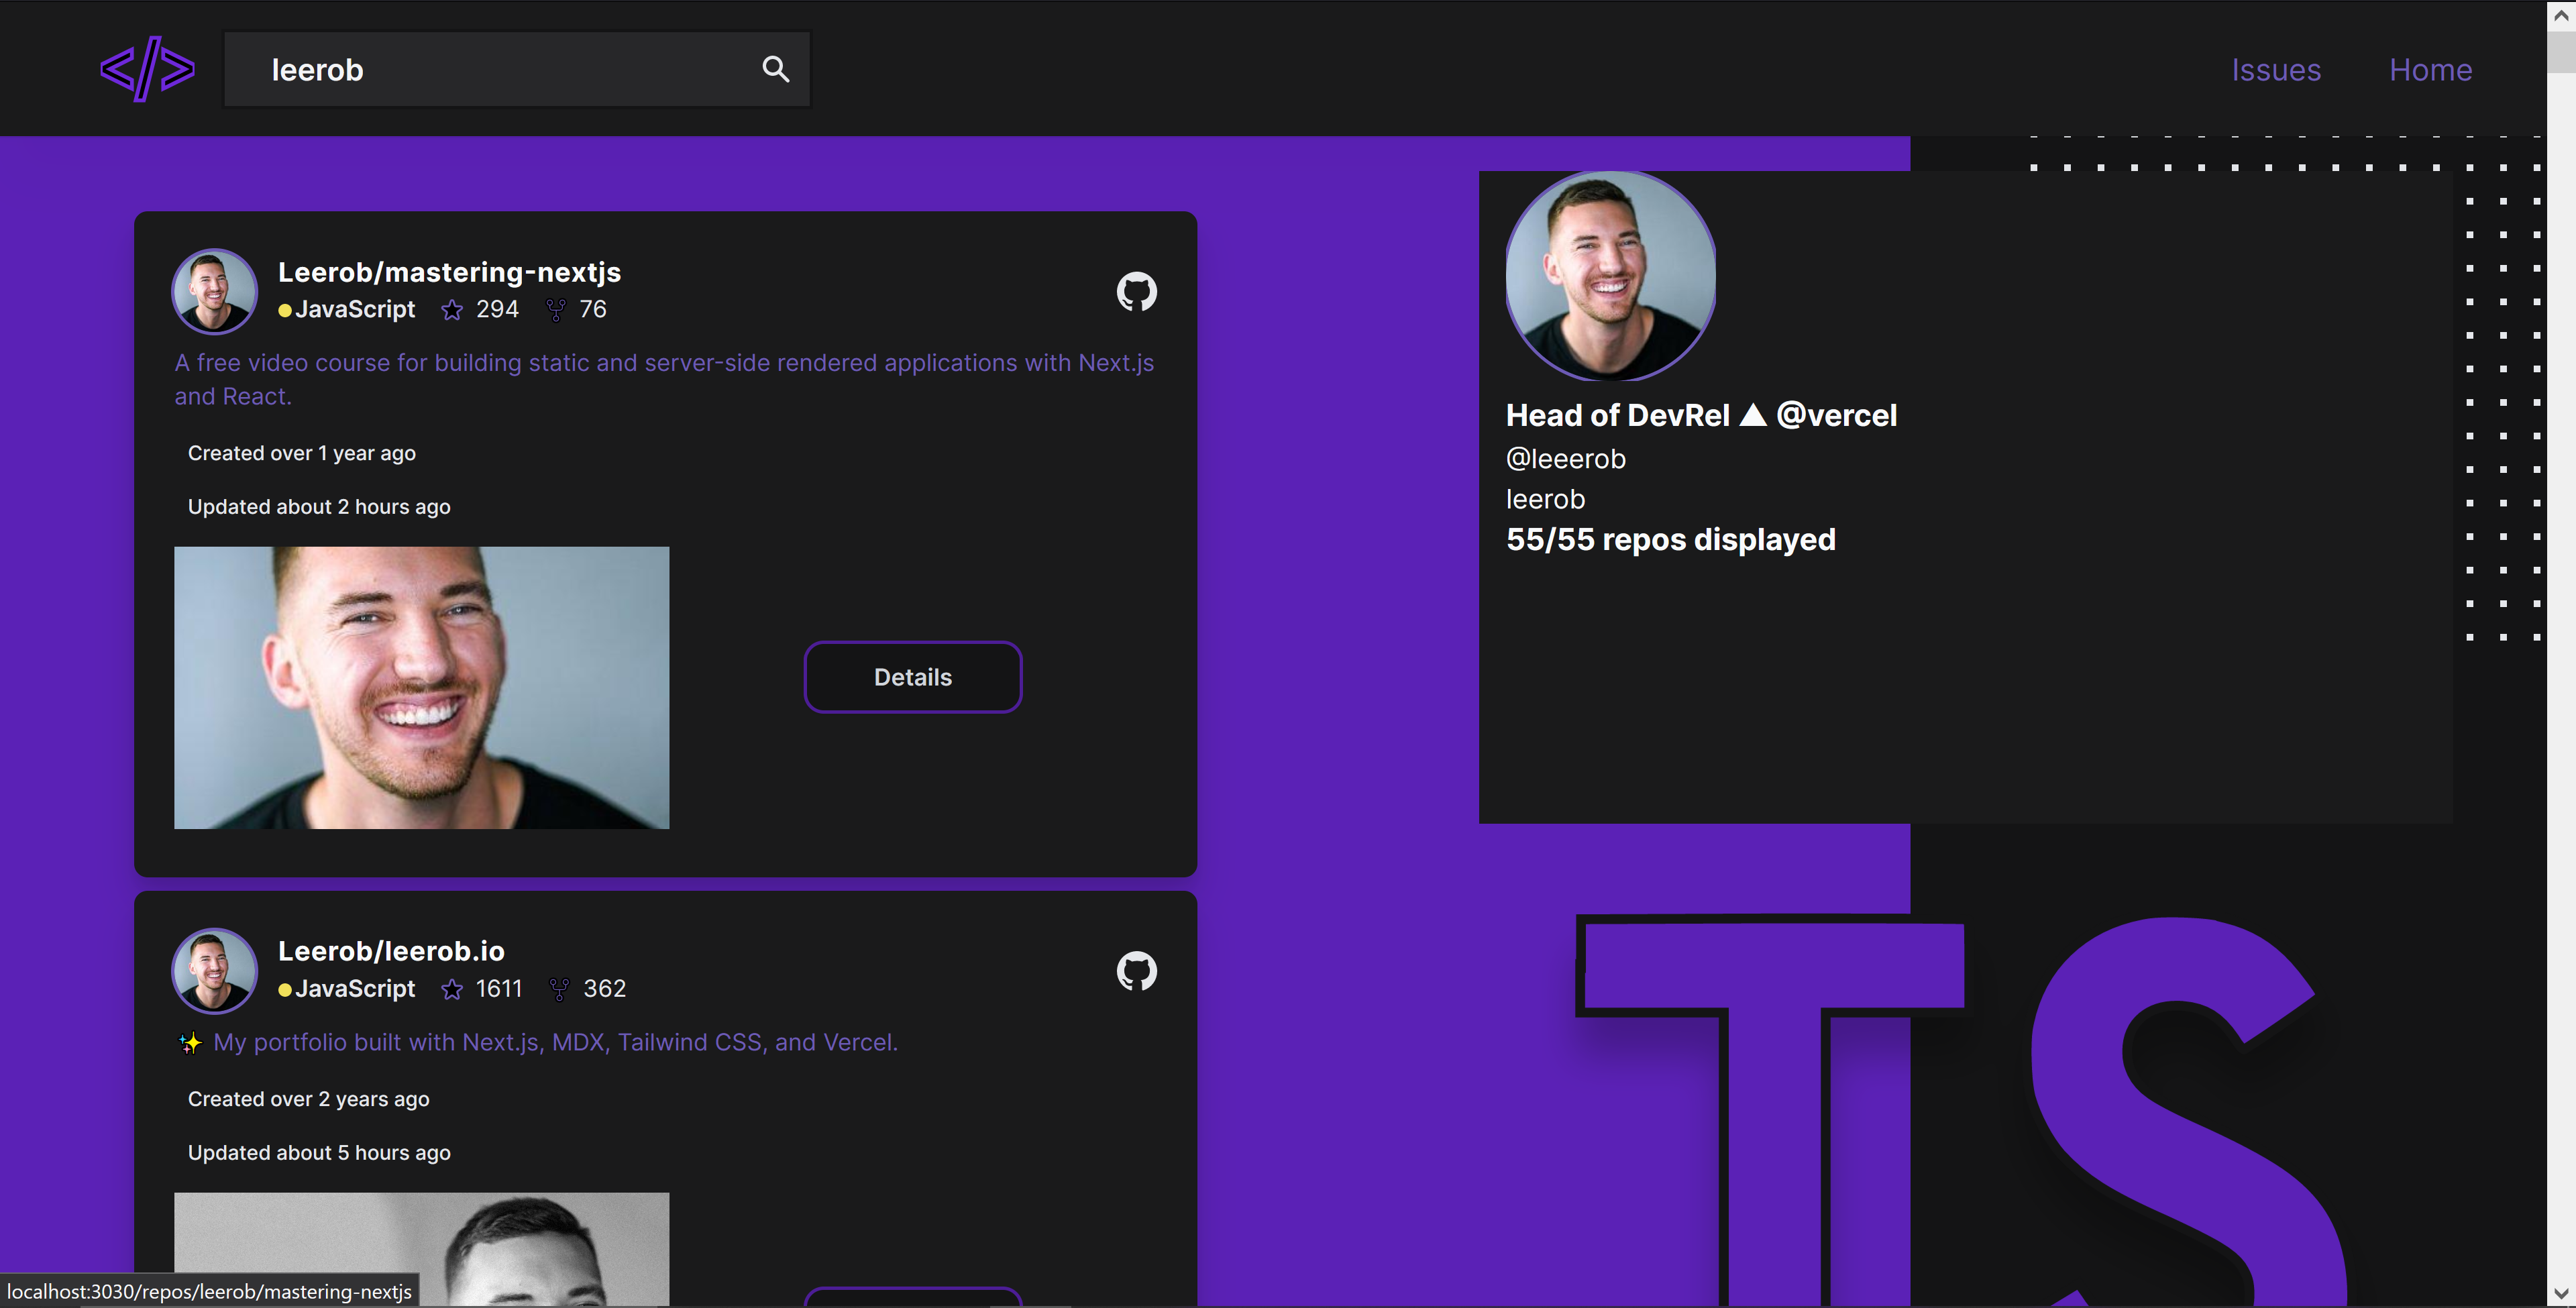 </>
leerob
Issues
Home
Leerob/mastering-nextjs
JavaScript 294 76
A free video course for building static and server-side rendered applications with Next.js
and React.
Created over 1 year ago
Updated about 2 hours ago
Details
Leerob/leerob.io
JavaScript 1611 362
✨ My portfolio built with Next.js, MDX, Tailwind CSS, and Vercel.
Created over 2 years ago
Updated about 5 hours ago
Head of DevRel ▲ @vercel
@leeerob
leerob
55/55 repos displayed
TS
localhost:3030/repos/leerob/mastering-nextjs